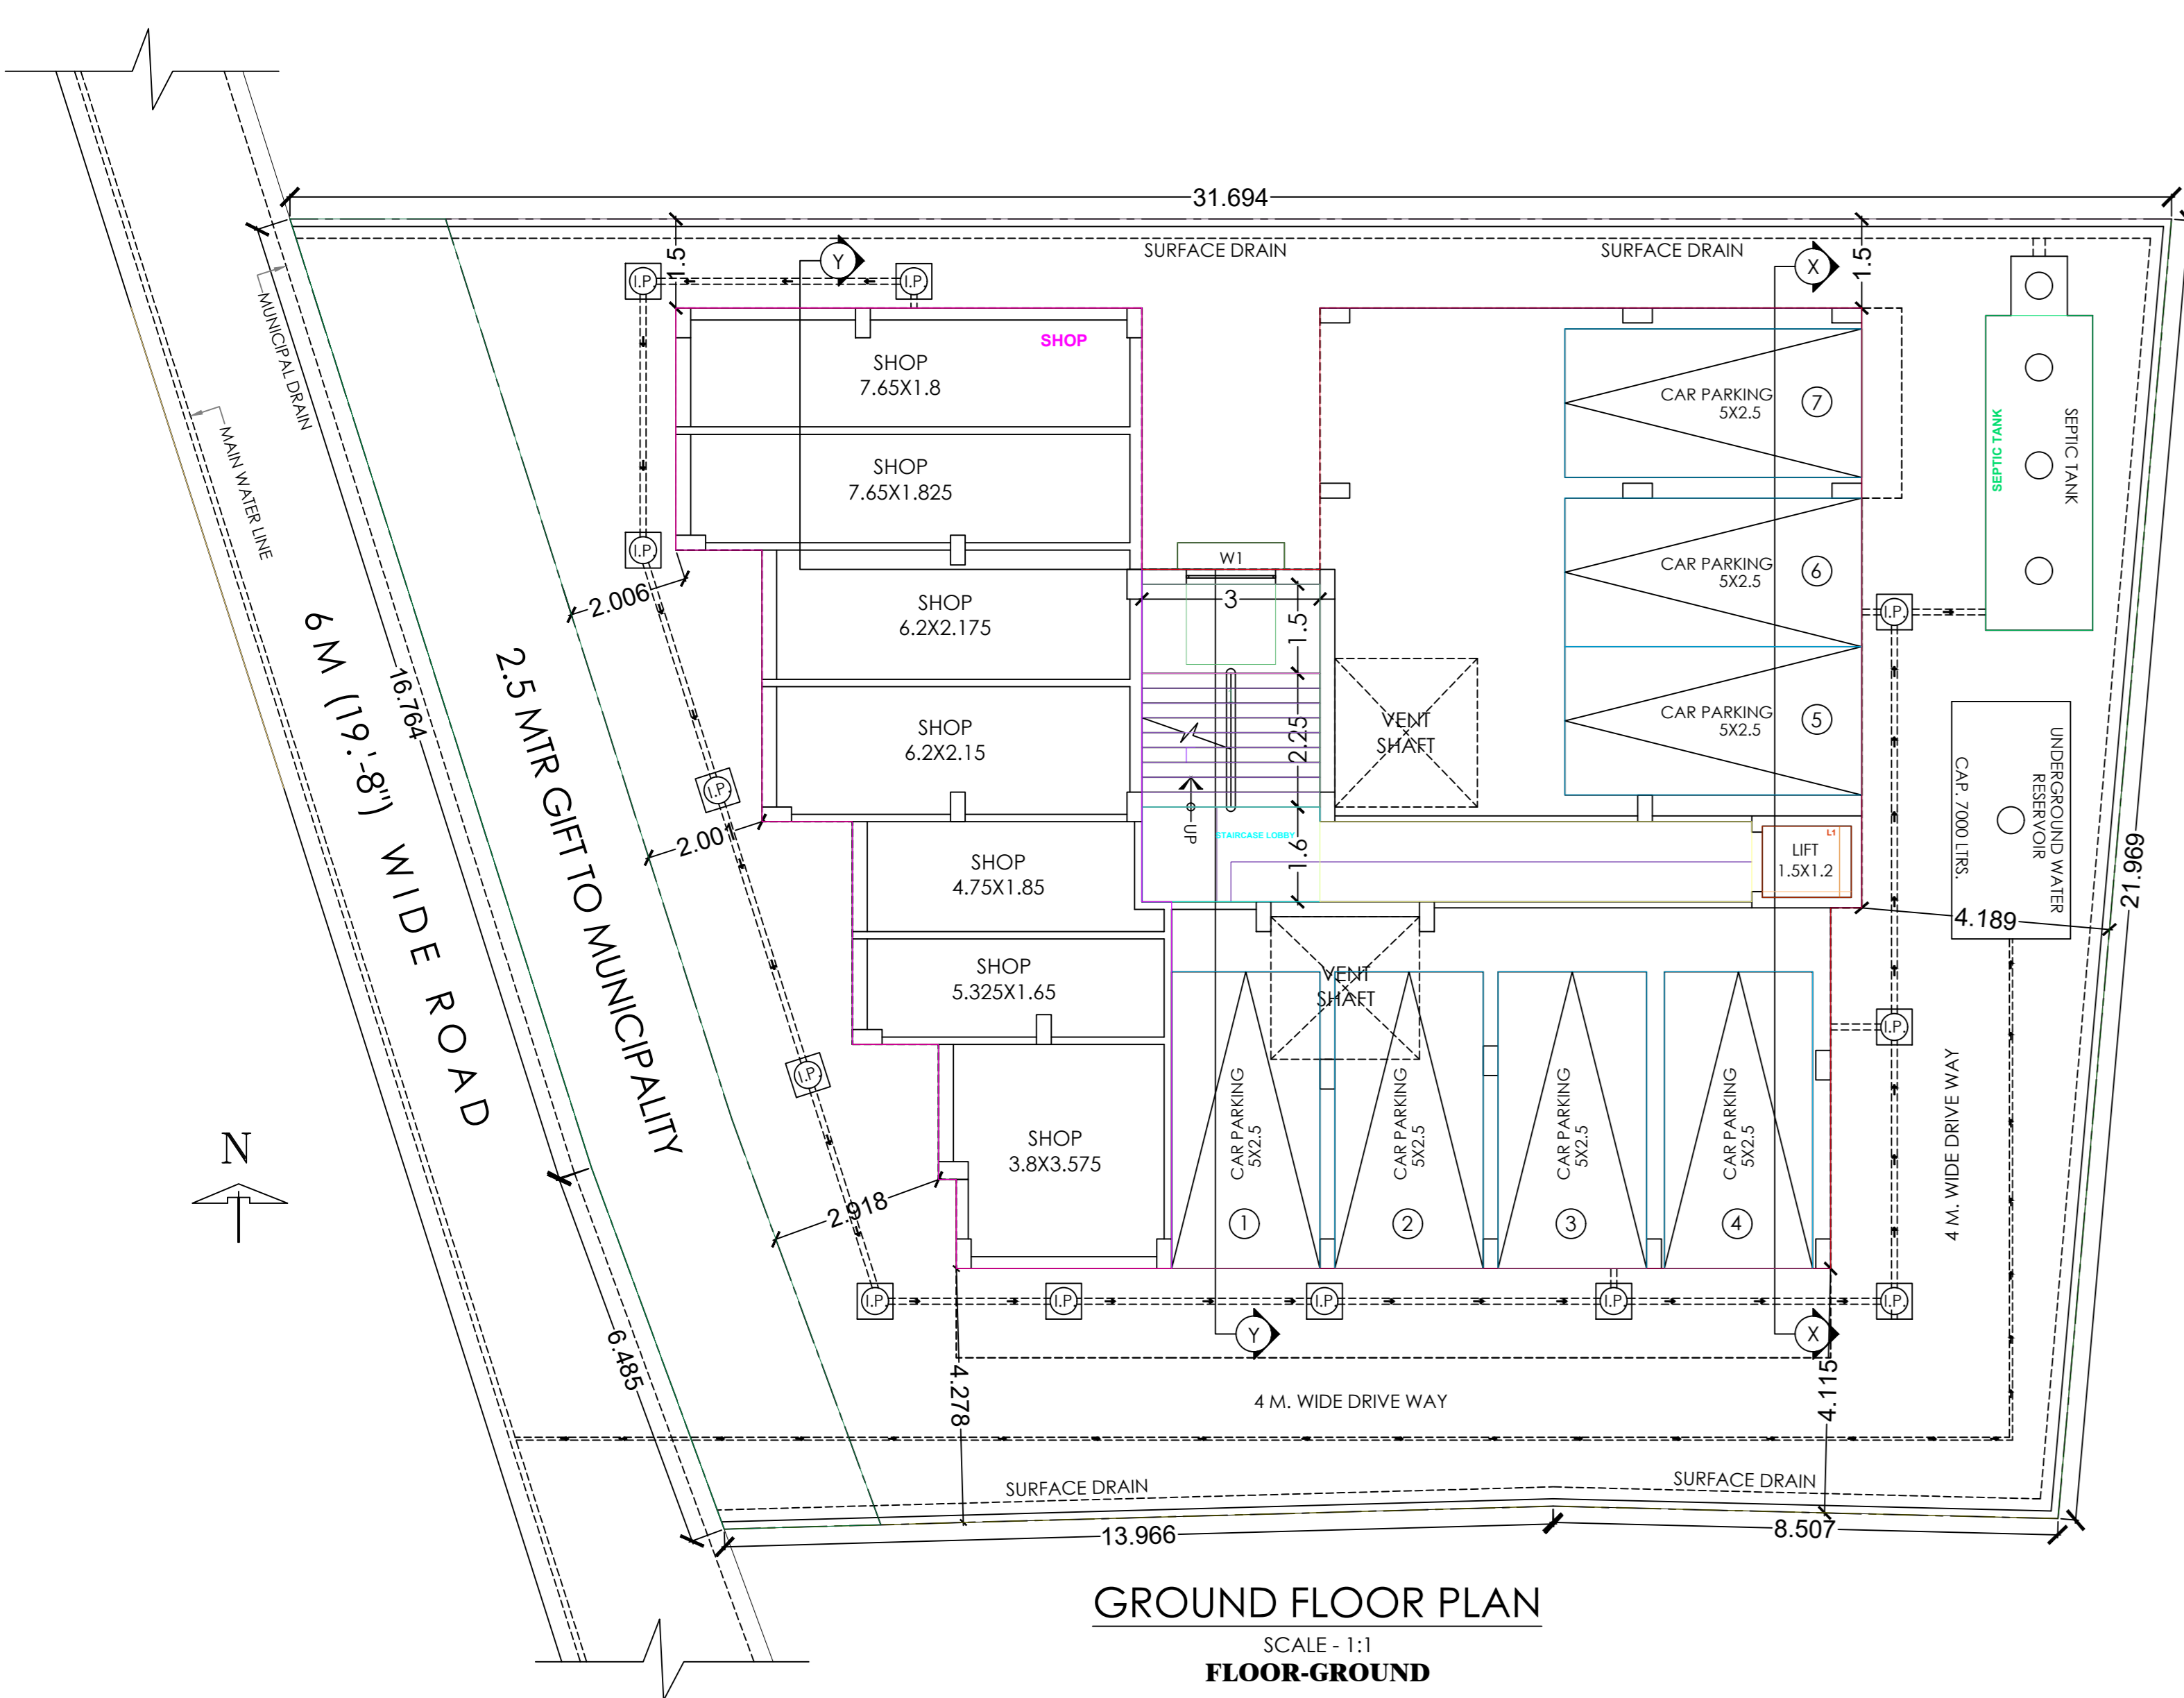 31.694
SURFACE DRAIN
SURFACE DRAIN
1.5
1.5
Y
X
I.P.
I.P.
MUNICIPAL DRAIN
MAIN WATER LINE
SHOP
SHOP
7.65X1.8
SHOP
7.65X1.825
CAR PARKING
5X2.5
7
SEPTIC TANK
SEPTIC TANK
I.P.
W1
CAR PARKING
5X2.5
6
2.006
SHOP
6.2X2.175
3
1.5
I.P.
6 M (19.'-8") WIDE ROAD
16.764
2.5 MTR GIFT TO MUNICIPALITY
SHOP
6.2X2.15
2.25
VENT
SHAFT
CAR PARKING
5X2.5
5
UNDERGROUND WATER
RESERVOIR
CAP. 7000 LTRS.
I.P.
2.001
UP
STAIRCASE LOBBY
1.6
L1
LIFT
1.5X1.2
SHOP
4.75X1.85
21.969
4.189
SHOP
5.325X1.65
VENT
SHAFT
I.P.
I.P.
N
SHOP
3.8X3.575
CAR PARKING
5X2.5
1
CAR PARKING
5X2.5
2
CAR PARKING
5X2.5
3
CAR PARKING
5X2.5
4
4 M. WIDE DRIVE WAY
2.918
I.P.
I.P.
I.P.
I.P.
I.P.
Y
X
6.485
4.278
4.115
4 M. WIDE DRIVE WAY
SURFACE DRAIN
SURFACE DRAIN
13.966
8.507
GROUND FLOOR PLAN
SCALE - 1:1
FLOOR-GROUND